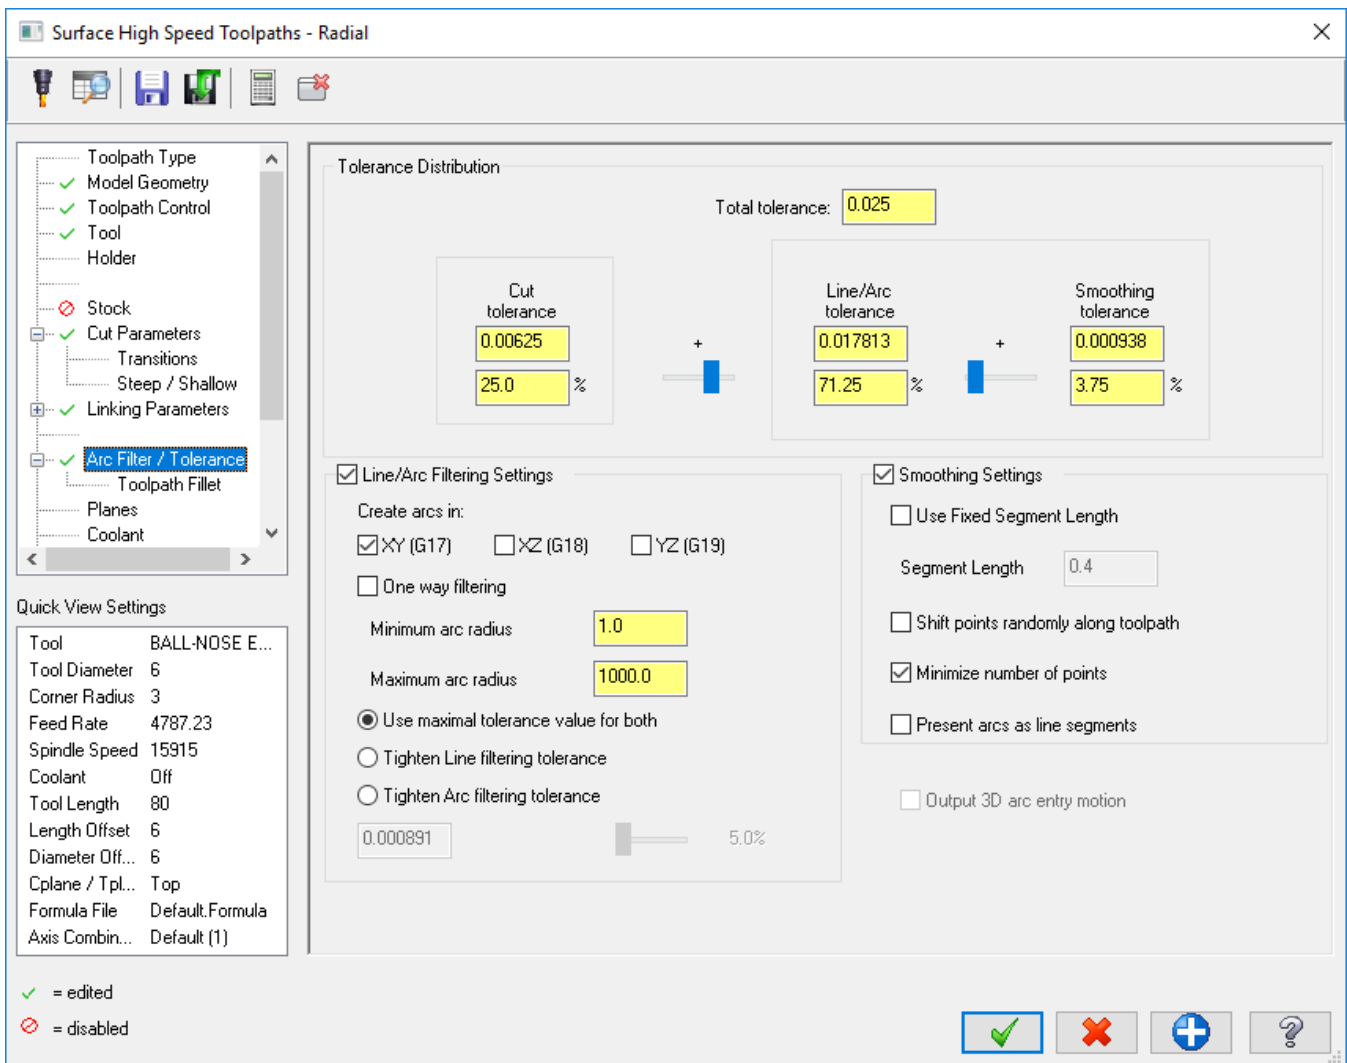 Surface High Speed Toolpaths - Radial
Toolpath Type
Model Geometry
Toolpath Control
Tool
Holder
Stock
Cut Parameters
Transitions
Steep / Shallow
Linking Parameters
Arc Filter / Tolerance
Toolpath Fillet
Planes
Coolant
Quick View Settings
Tool BALL-NOSE E...
Tool Diameter 6
Corner Radius 3
Feed Rate 4787.23
Spindle Speed 15915
Coolant Off
Tool Length 80
Length Offset 6
Diameter Off... 6
Cplane / Tpl... Top
Formula File Default.Formula
Axis Combin... Default (1)
= edited
= disabled
Tolerance Distribution
Total tolerance: 0.025
Cut
tolerance
0.00625
25.0 %
+
Line/Arc
tolerance
0.017813
71.25 %
+
Smoothing
tolerance
0.000938
3.75 %
Line/Arc Filtering Settings
Create arcs in:
XY (G17) XZ (G18) YZ (G19)
One way filtering
Minimum arc radius 1.0
Maximum arc radius 1000.0
Use maximal tolerance value for both
Tighten Line filtering tolerance
Tighten Arc filtering tolerance
0.000891 5.0%
Smoothing Settings
Use Fixed Segment Length
Segment Length 0.4
Shift points randomly along toolpath
Minimize number of points
Present arcs as line segments
Output 3D arc entry motion